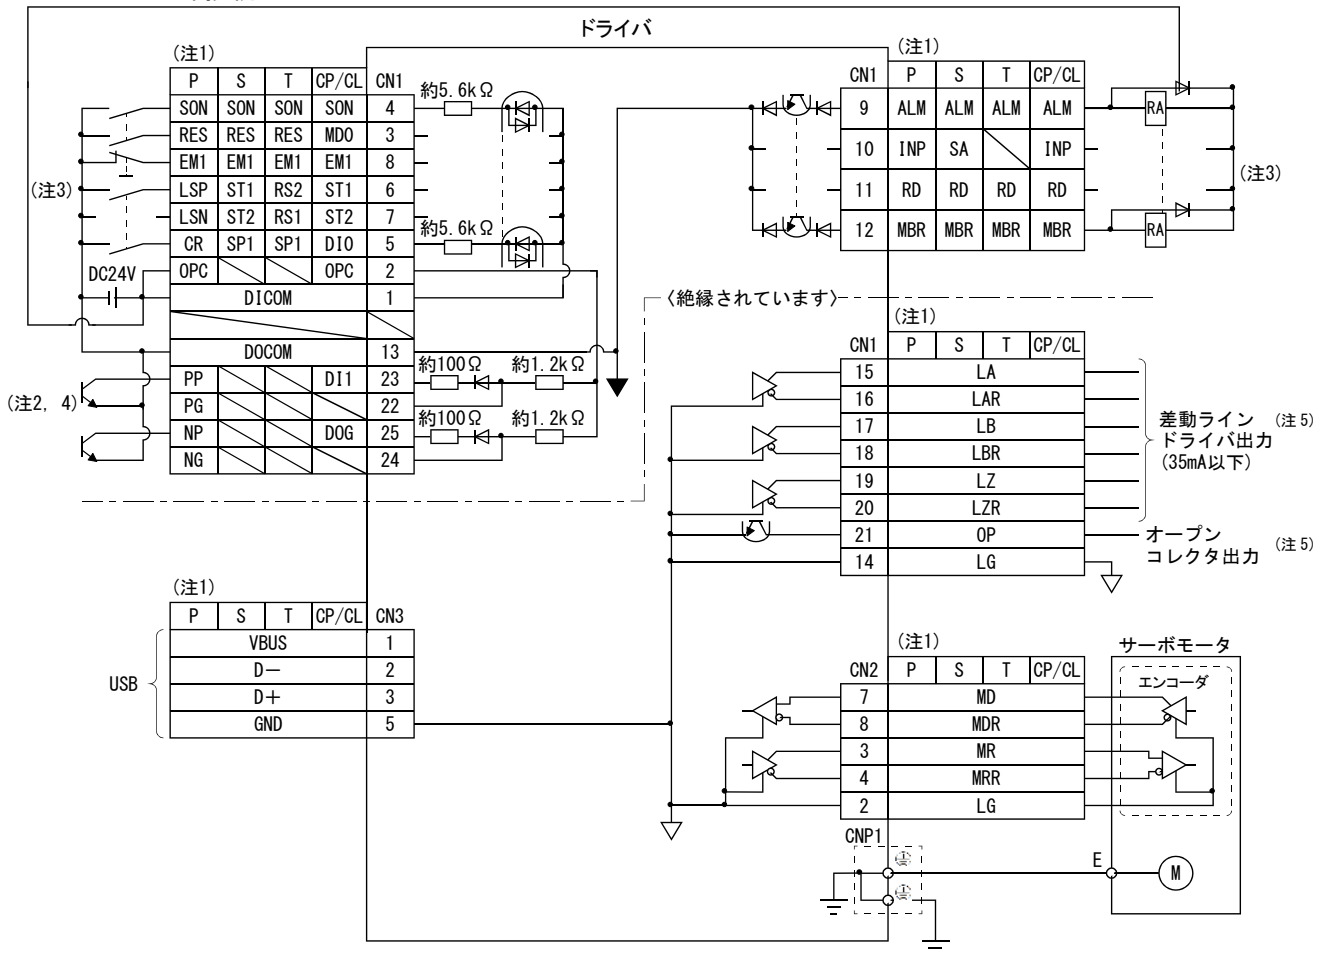 ドライバ
(注1)
P S T CP/CL CN1
SON SON SON SON 4 約5.6kΩ
RES RES RES MD0 3
EM1 EM1 EM1 EM1 8
(注3) LSP ST1 RS2 ST1 6
LSN ST2 RS1 ST2 7
CR SP1 SP1 DI0 5 約5.6kΩ
DC24V OPC OPC 2
DICOM 1
DOCOM 13
PP DI1 23 約100Ω 約1.2kΩ
(注2, 4) PG 22
NP DOG 25 約100Ω 約1.2kΩ
NG 24
(注1)
CN1 P S T CP/CL
9 ALM ALM ALM ALM RA
10 INP SA INP
11 RD RD RD RD (注3)
12 MBR MBR MBR MBR RA
〈絶縁されています〉
(注1)
CN1 P S T CP/CL
15 LA
16 LAR
17 LB
18 LBR
19 LZ
20 LZR
21 OP
14 LG
差動ライン (注5)
ドライバ出力
(35mA以下)
オープン
コレクタ出力 (注5)
(注1)
P S T CP/CL CN3
VBUS 1
D− 2
D+ 3
GND 5
USB
(注1)
CN2 P S T CP/CL
7 MD
8 MDR
3 MR
4 MRR
2 LG
サーボモータ
エンコーダ
CNP1
E M